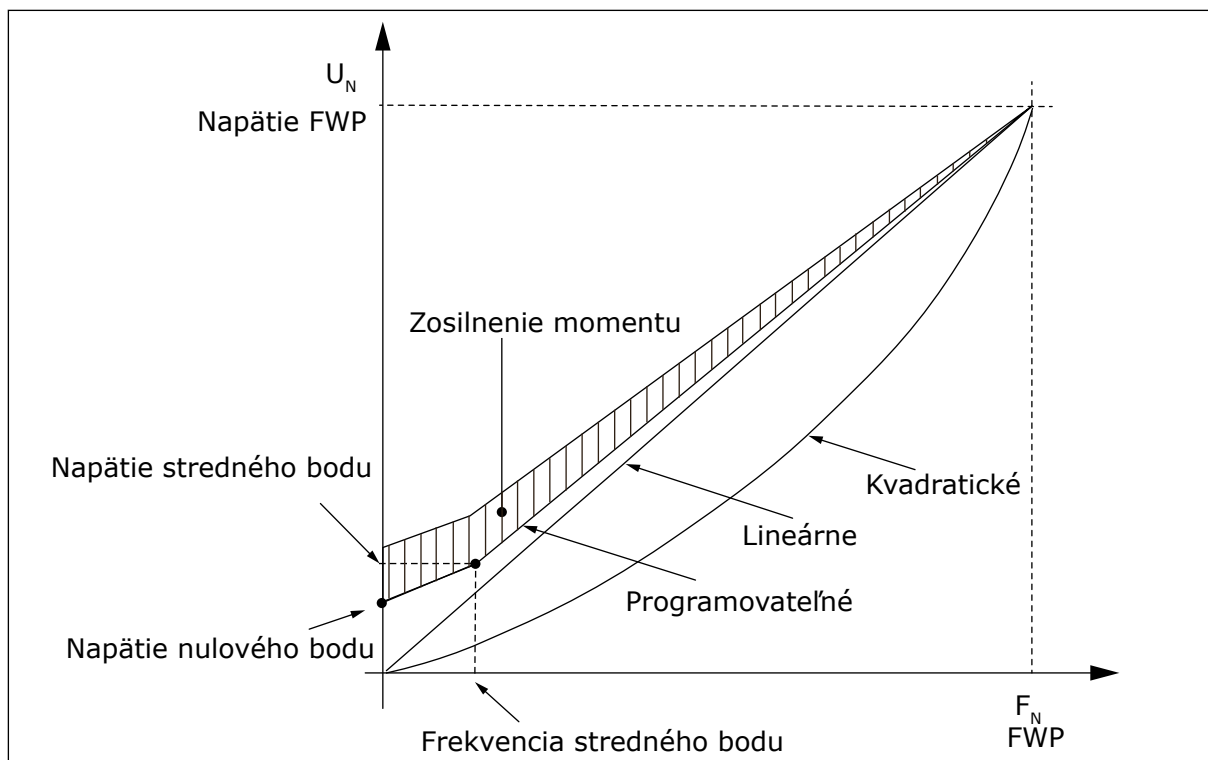 U_N
Napätie FWP
Zosilnenie momentu
Napätie stredného bodu
Kvadratické
Lineárne
Programovateľné
Napätie nulového bodu
F_N
FWP
Frekvencia stredného bodu